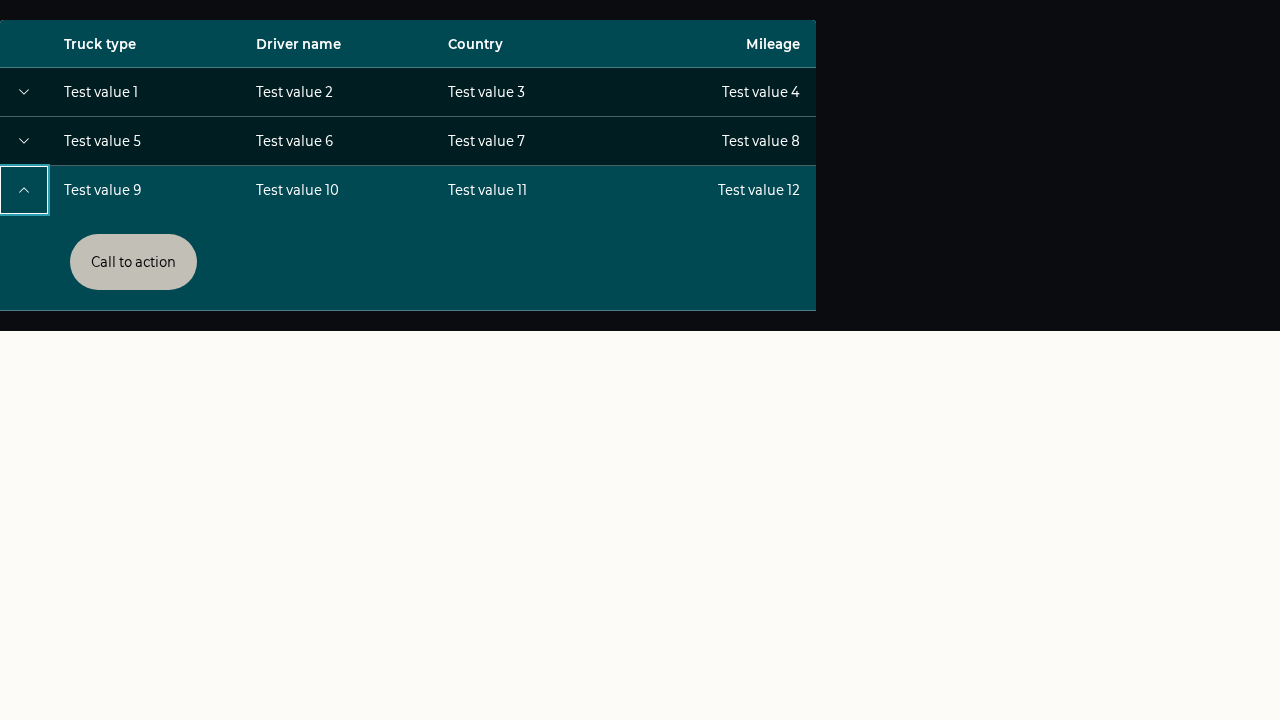 Truck type Driver name Country Mileage
Test value 1 Test value 2 Test value 3 Test value 4
Test value 5 Test value 6 Test value 7 Test value 8
Test value 9 Test value 10 Test value 11 Test value 12
Call to action